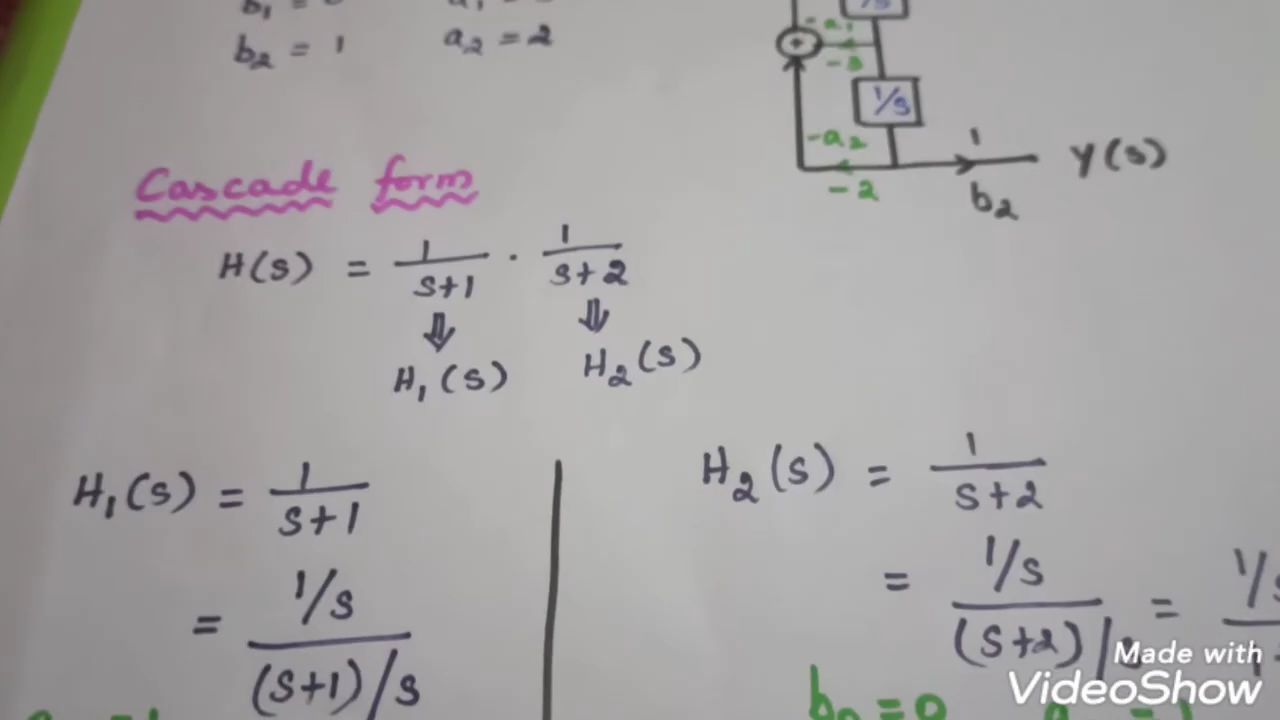 b₂ = 1 a₂ = 2
1/s
-a₁
-3
1/s
-a₂
-2
1
b₂
Y(s)
Cascade form
H(s) = 1/(s+1) · 1/(s+2)
⇓ ⇓
H₁(s) H₂(s)
H₁(s) = 1/(s+1)
= (1/s)/((s+1)/s)
H₂(s) = 1/(s+2)
= (1/s)/((s+2)/s) =
b₀ = 0
Made with
VideoShow